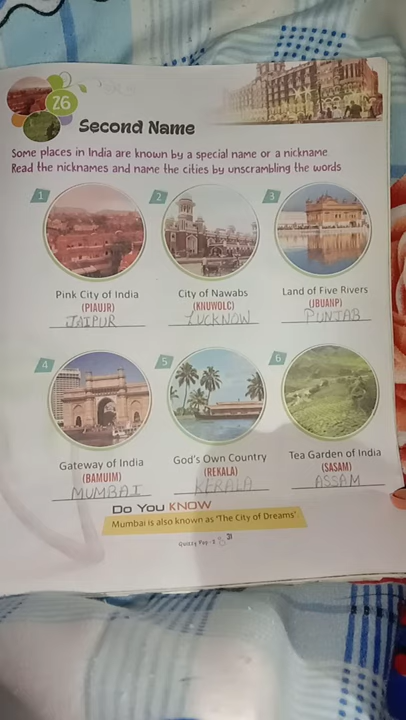 26
Second Name
Some places in India are known by a special name or a nickname.
Read the nicknames and name the cities by unscrambling the words
1
2
3
Pink City of India
(PIAUJR)
JAIPUR
City of Nawabs
(KNUWOLC)
LUCKNOW
Land of Five Rivers
(JBUANP)
PUNJAB
4
5
6
Gateway of India
(BAMUIM)
MUMBAI
God's Own Country
(REKALA)
KERALA
Tea Garden of India
(SASAM)
ASSAM
DO YOU KNOW
Mumbai is also known as 'The City of Dreams'
31